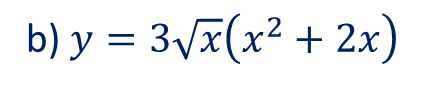 b) y = 3√x(x² + 2x)